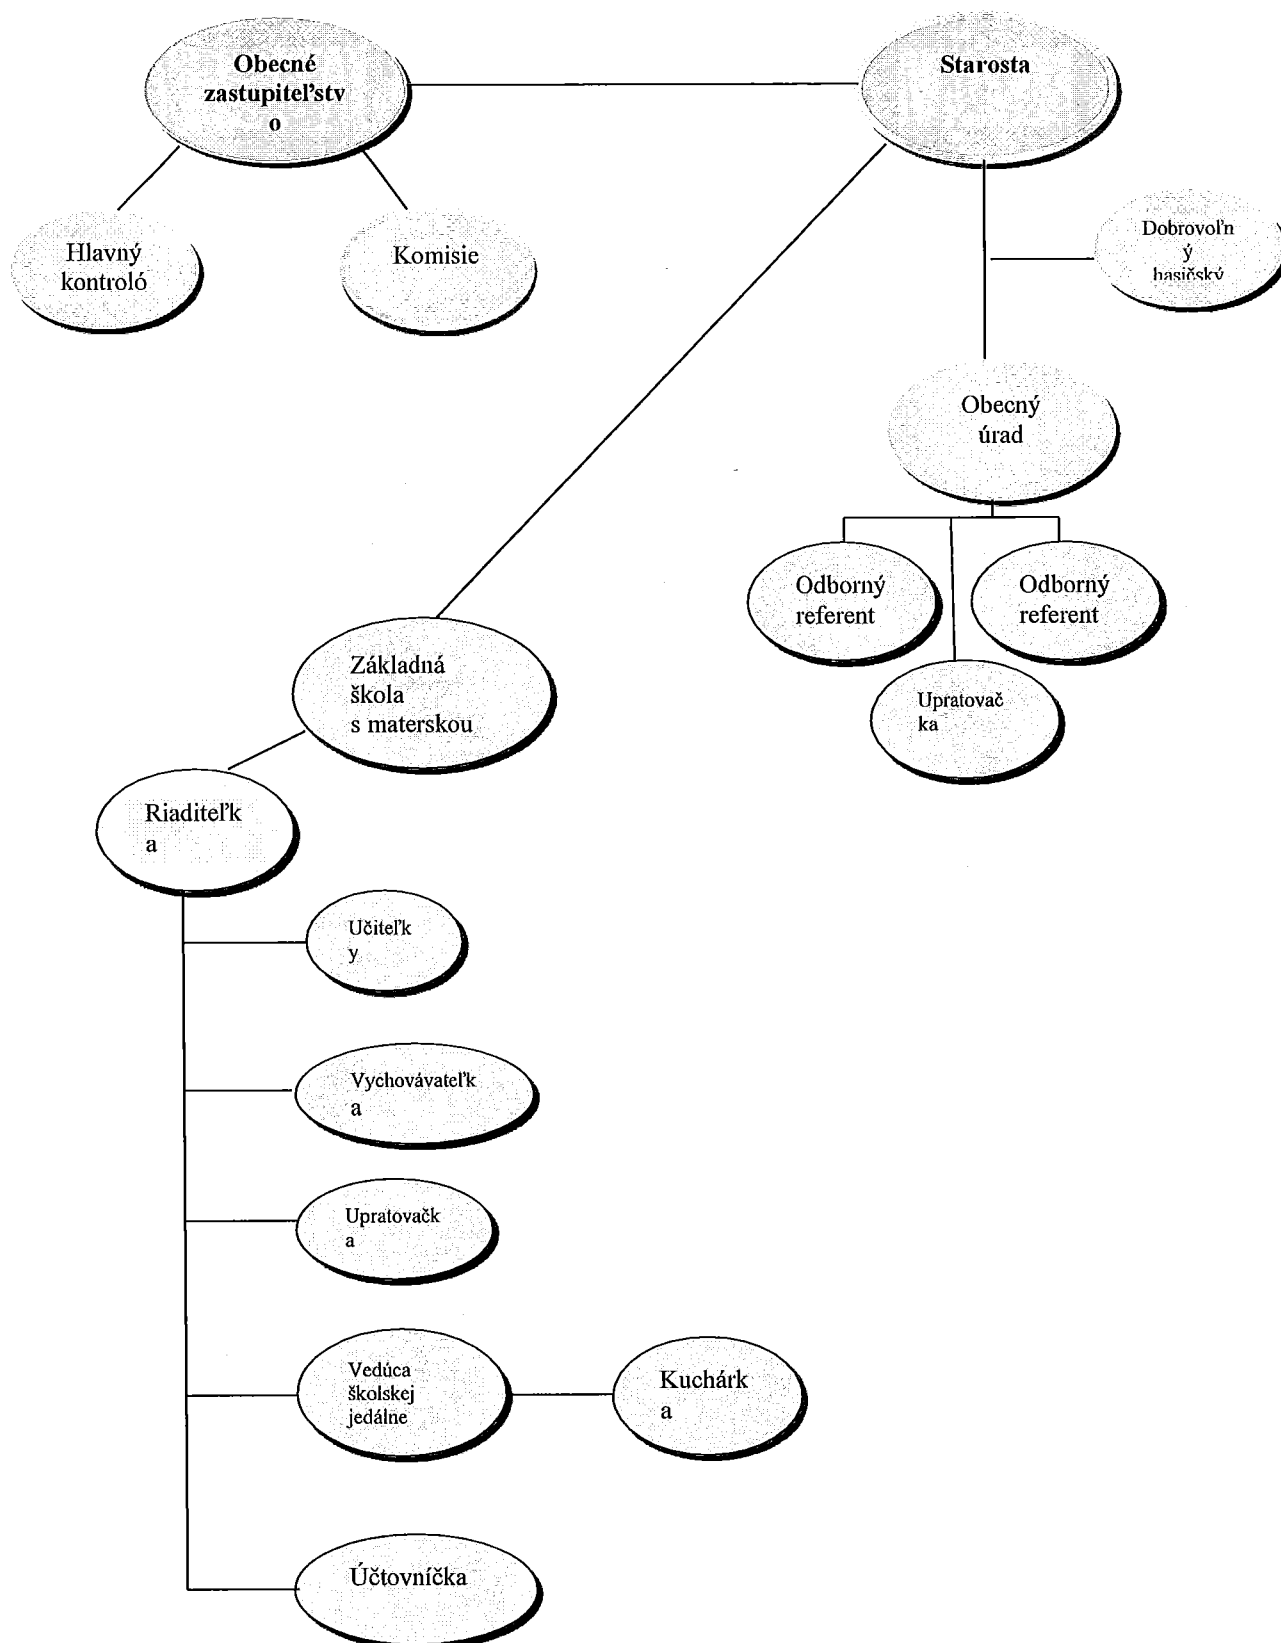 Obecné
zastupiteľstv
o
Starosta
Hlavný
kontroló
Komisie
Dobrovoľn
ý
hasičský
Obecný
úrad
Odborný
referent
Odborný
referent
Upratovač
ka
Základná
škola
s materskou
Riaditeľk
a
Učiteľk
y
Vychovávateľk
a
Upratovačk
a
Vedúca
školskej
jedálne
Kuchárk
a
Účtovníčka